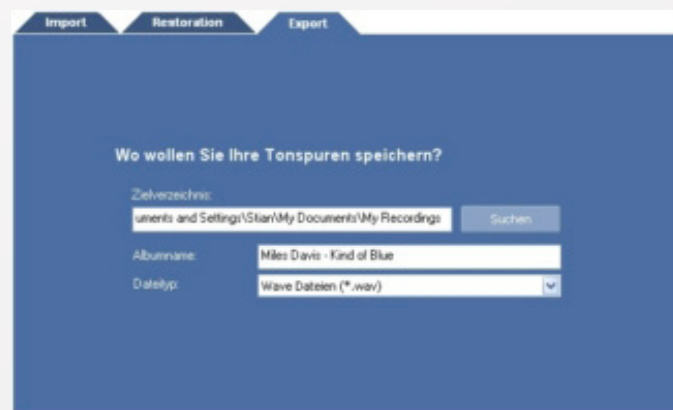 Import Restoration Export
Wo wollen Sie Ihre Tonspuren speichern?
Zielverzeichnis:
uments and Settings\Stian\My Documents\My Recordings Suchen
Albumname: Miles Davis - Kind of Blue
Dateityp: Wave Dateien (*.wav)